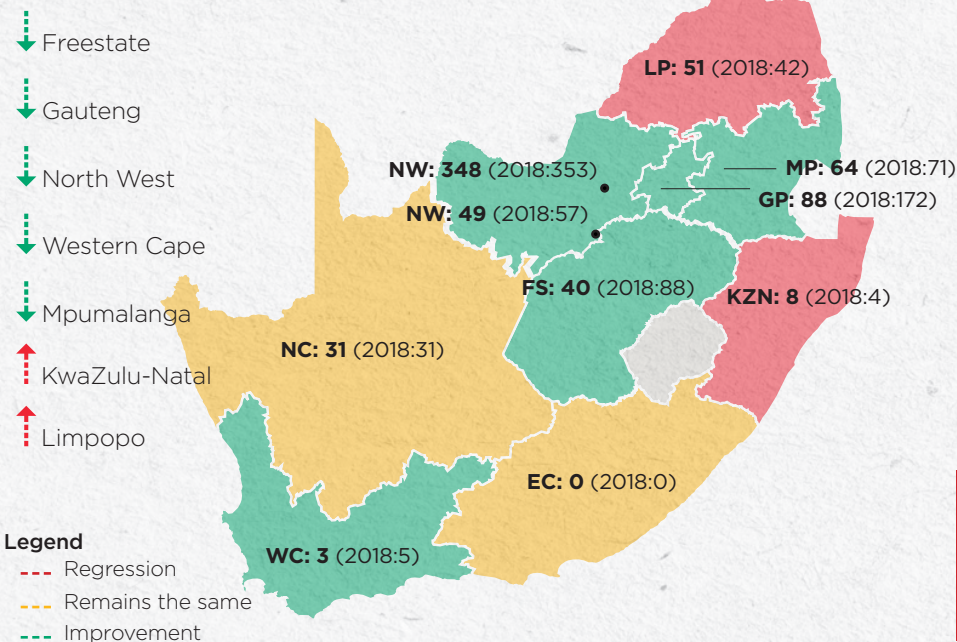 Freestate
Gauteng
North West
Western Cape
Mpumalanga
KwaZulu-Natal
Limpopo
LP: 51 (2018:42)
NW: 348 (2018:353)
MP: 64 (2018:71)
GP: 88 (2018:172)
NW: 49 (2018:57)
FS: 40 (2018:88)
KZN: 8 (2018:4)
NC: 31 (2018:31)
EC: 0 (2018:0)
WC: 3 (2018:5)
Legend
Regression
Remains the same
Improvement